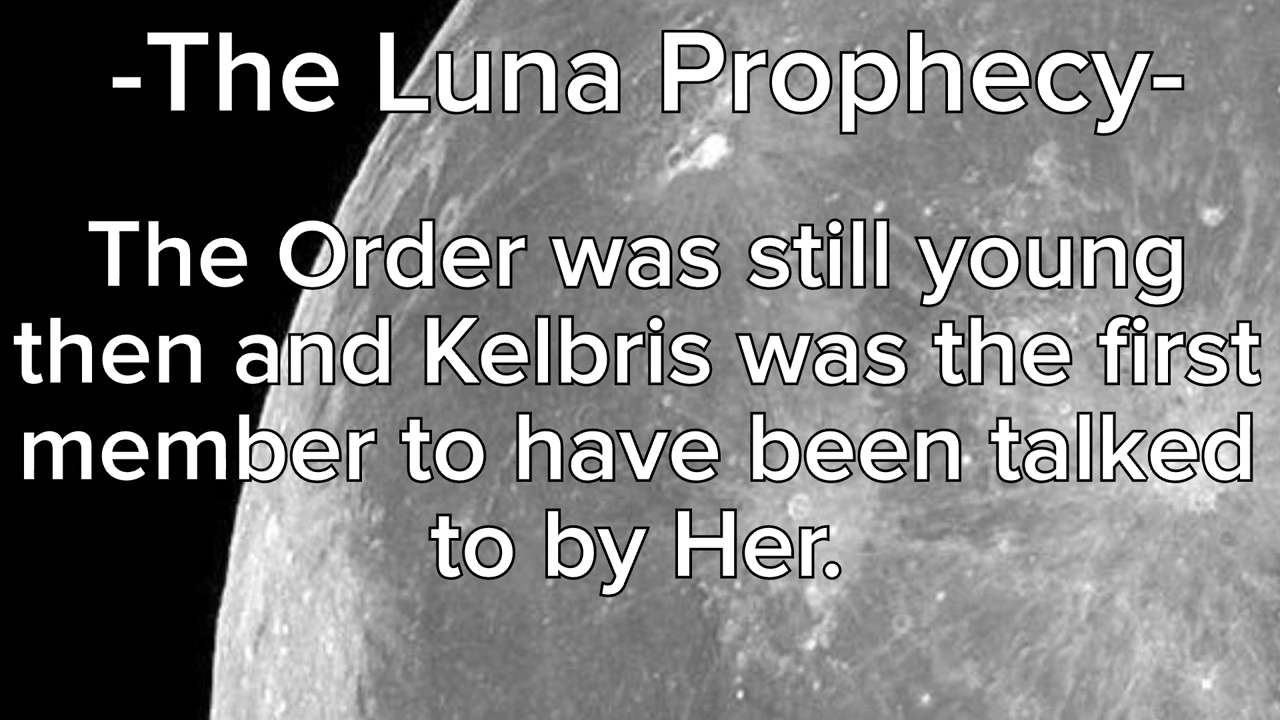 -The Luna Prophecy-
The Order was still young
then and Kelbris was the first
member to have been talked
to by Her.